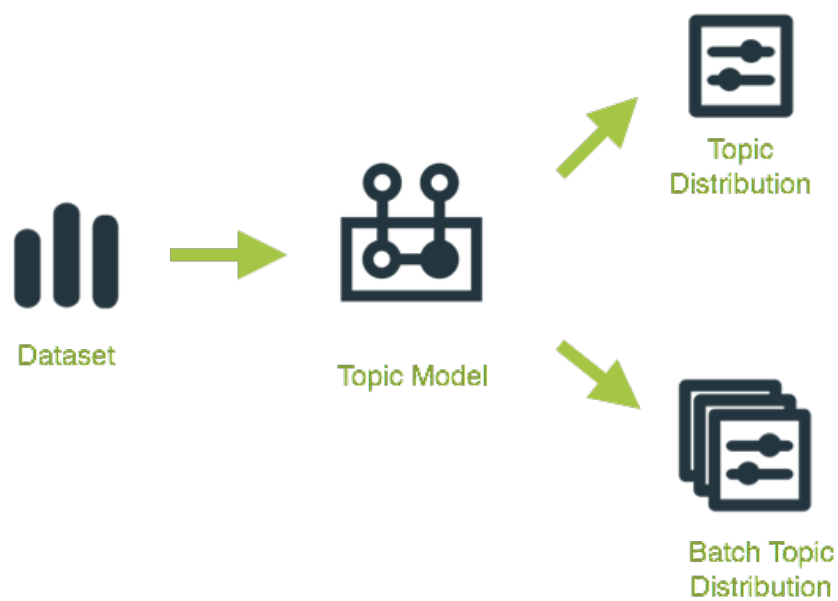 Topic
Distribution
Dataset
Topic Model
Batch Topic
Distribution